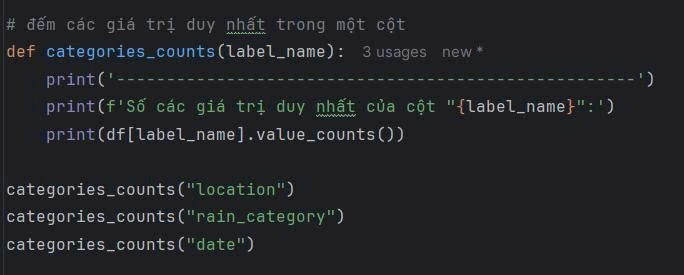 # đếm các giá trị duy nhất trong một cột
def categories_counts(label_name): 3 usages new *
    print('-----------------------------------------------------')
    print(f'Số các giá trị duy nhất của cột "{label_name}":')
    print(df[label_name].value_counts())
categories_counts("location")
categories_counts("rain_category")
categories_counts("date")